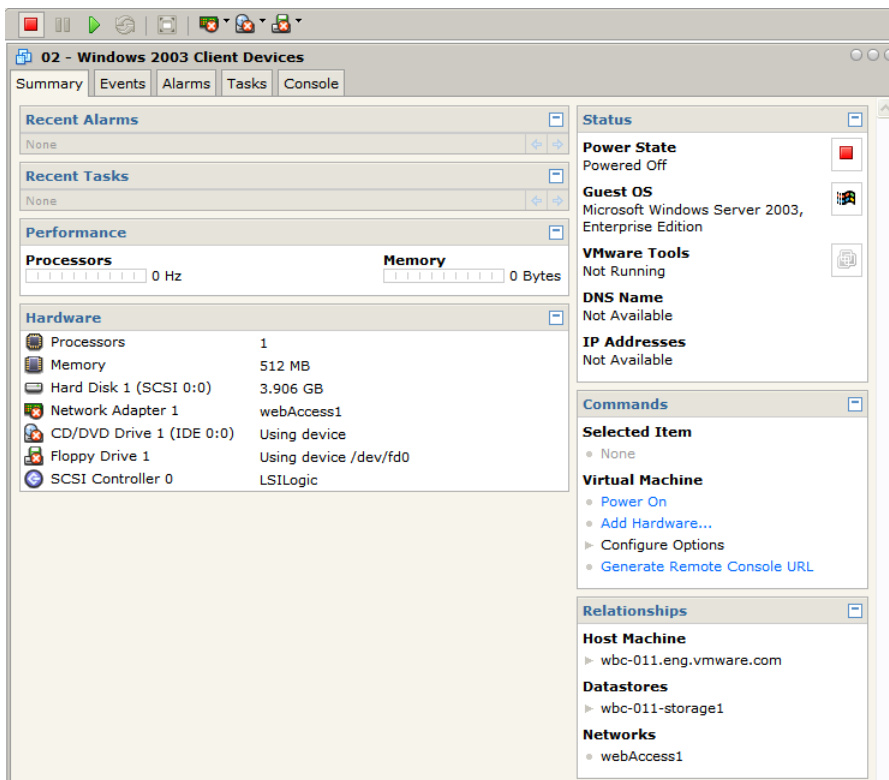 02 - Windows 2003 Client Devices
Summary Events Alarms Tasks Console
Recent Alarms
None
Recent Tasks
None
Performance
Processors Memory
0 Hz 0 Bytes
Hardware
Processors 1
Memory 512 MB
Hard Disk 1 (SCSI 0:0) 3.906 GB
Network Adapter 1 webAccess1
CD/DVD Drive 1 (IDE 0:0) Using device
Floppy Drive 1 Using device /dev/fd0
SCSI Controller 0 LSILogic
Status
Power State
Powered Off
Guest OS
Microsoft Windows Server 2003,
Enterprise Edition
VMware Tools
Not Running
DNS Name
Not Available
IP Addresses
Not Available
Commands
Selected Item
None
Virtual Machine
Power On
Add Hardware...
Configure Options
Generate Remote Console URL
Relationships
Host Machine
wbc-011.eng.vmware.com
Datastores
wbc-011-storage1
Networks
webAccess1